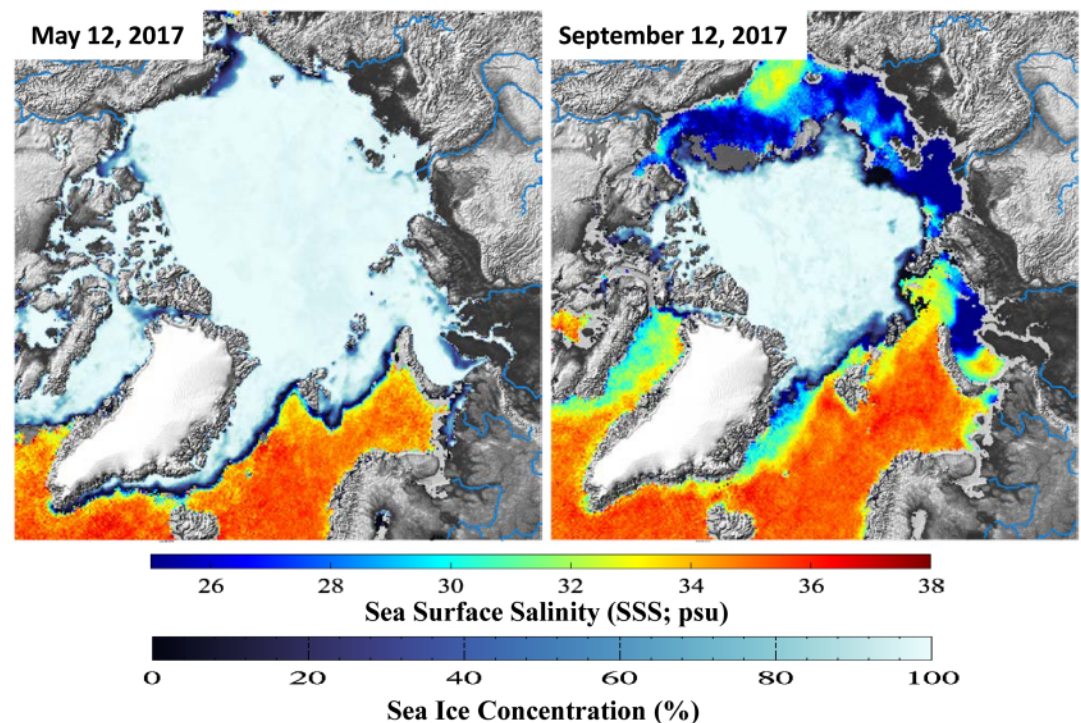 May 12, 2017
September 12, 2017
26 28 30 32 34 36 38
Sea Surface Salinity (SSS; psu)
0 20 40 60 80 100
Sea Ice Concentration (%)